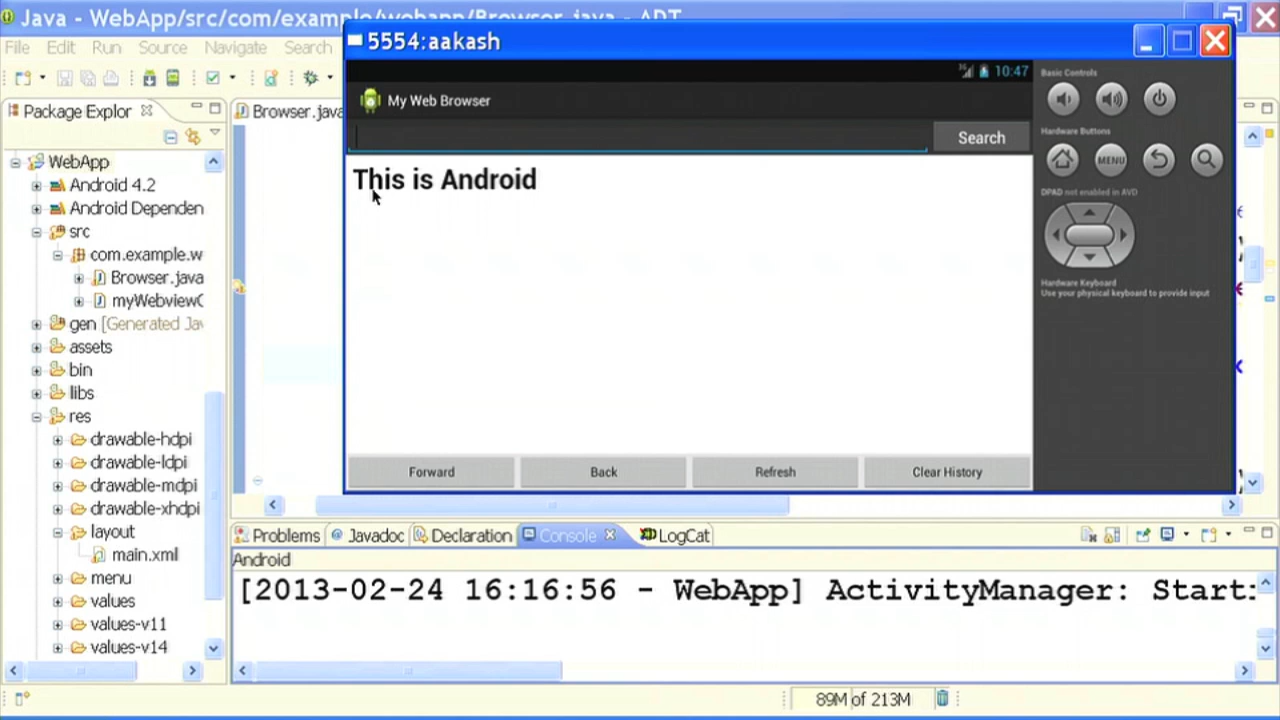 Java - WebApp/src/com/example/webapp/Browser.java - ADT
File Edit Run Source Navigate Search
5554:aakash
10:47
My Web Browser
Search
This is Android
Forward Back Refresh Clear History
Basic Controls
Hardware Buttons
MENU
DPAD not enabled in AVD
Hardware Keyboard
Use your physical keyboard to provide input
Package Explor
Browser.java
WebApp
Android 4.2
Android Dependen
src
com.example.w
Browser.java
myWebviewC
gen [Generated Jav
assets
bin
libs
res
drawable-hdpi
drawable-ldpi
drawable-mdpi
drawable-xhdpi
layout
main.xml
menu
values
values-v11
values-v14
Problems Javadoc Declaration Console LogCat
Android
[2013-02-24 16:16:56 - WebApp] ActivityManager: Start:
89M of 213M